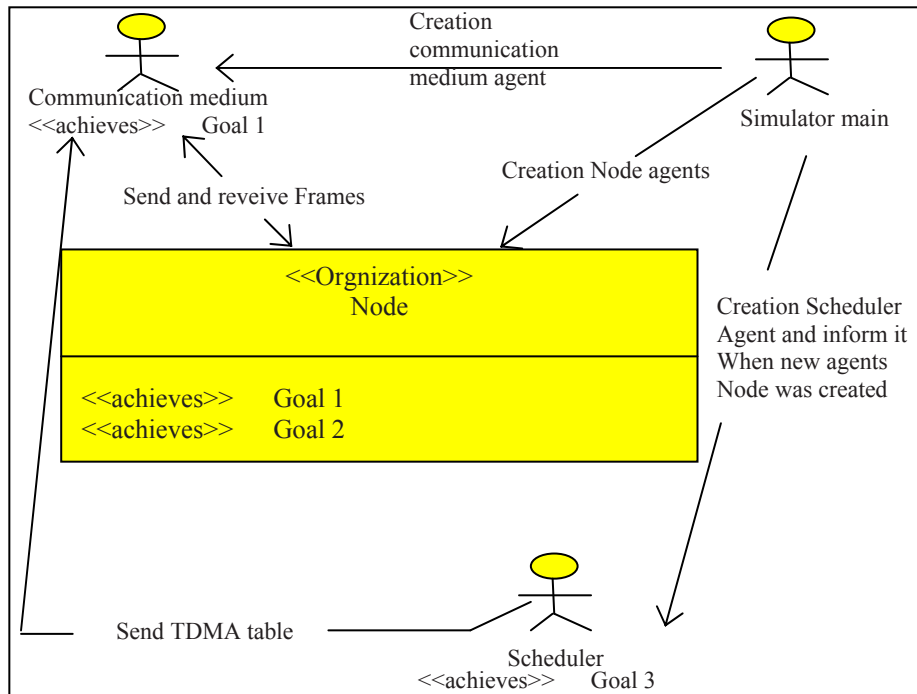 Creation
communication
medium agent
Communication medium
<<achieves>> Goal 1
Simulator main
Creation Node agents
Send and reveive Frames
<<Orgnization>>
Node
Creation Scheduler
Agent and inform it
When new agents
Node was created
<<achieves>> Goal 1
<<achieves>> Goal 2
Send TDMA table
Scheduler
<<achieves>> Goal 3